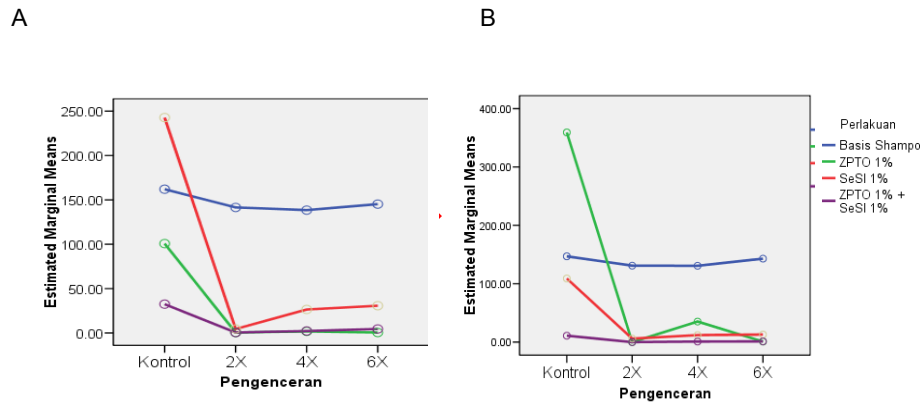 A
B
Estimated Marginal Means
250.00
200.00
150.00
100.00
50.00
0.00
Kontrol 2X 4X 6X
Pengenceran
Estimated Marginal Means
400.00
300.00
200.00
100.00
0.00
Kontrol 2X 4X 6X
Pengenceran
Perlakuan
Basis Shampo
ZPTO 1%
SeSI 1%
ZPTO 1% +
SeSI 1%